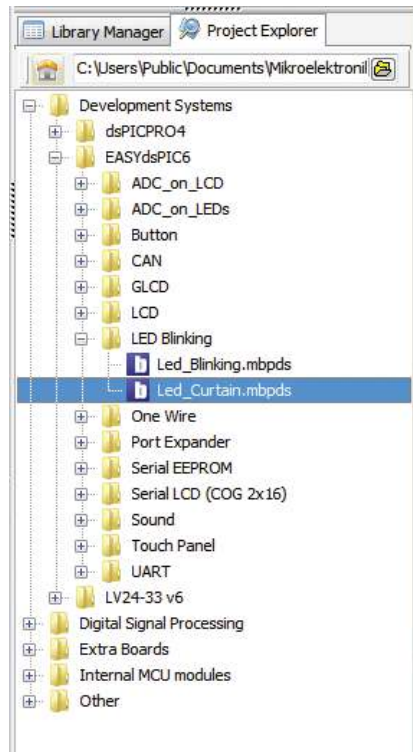 Library Manager Project Explorer
C:\Users\Public\Documents\Mikroelektronil
Development Systems
dsPICPRO4
EASYdsPIC6
ADC_on_LCD
ADC_on_LEDs
Button
CAN
GLCD
LCD
LED Blinking
b Led_Blinking.mbpds
b Led_Curtain.mbpds
One Wire
Port Expander
Serial EEPROM
Serial LCD (COG 2x16)
Sound
Touch Panel
UART
LV24-33 v6
Digital Signal Processing
Extra Boards
Internal MCU modules
Other